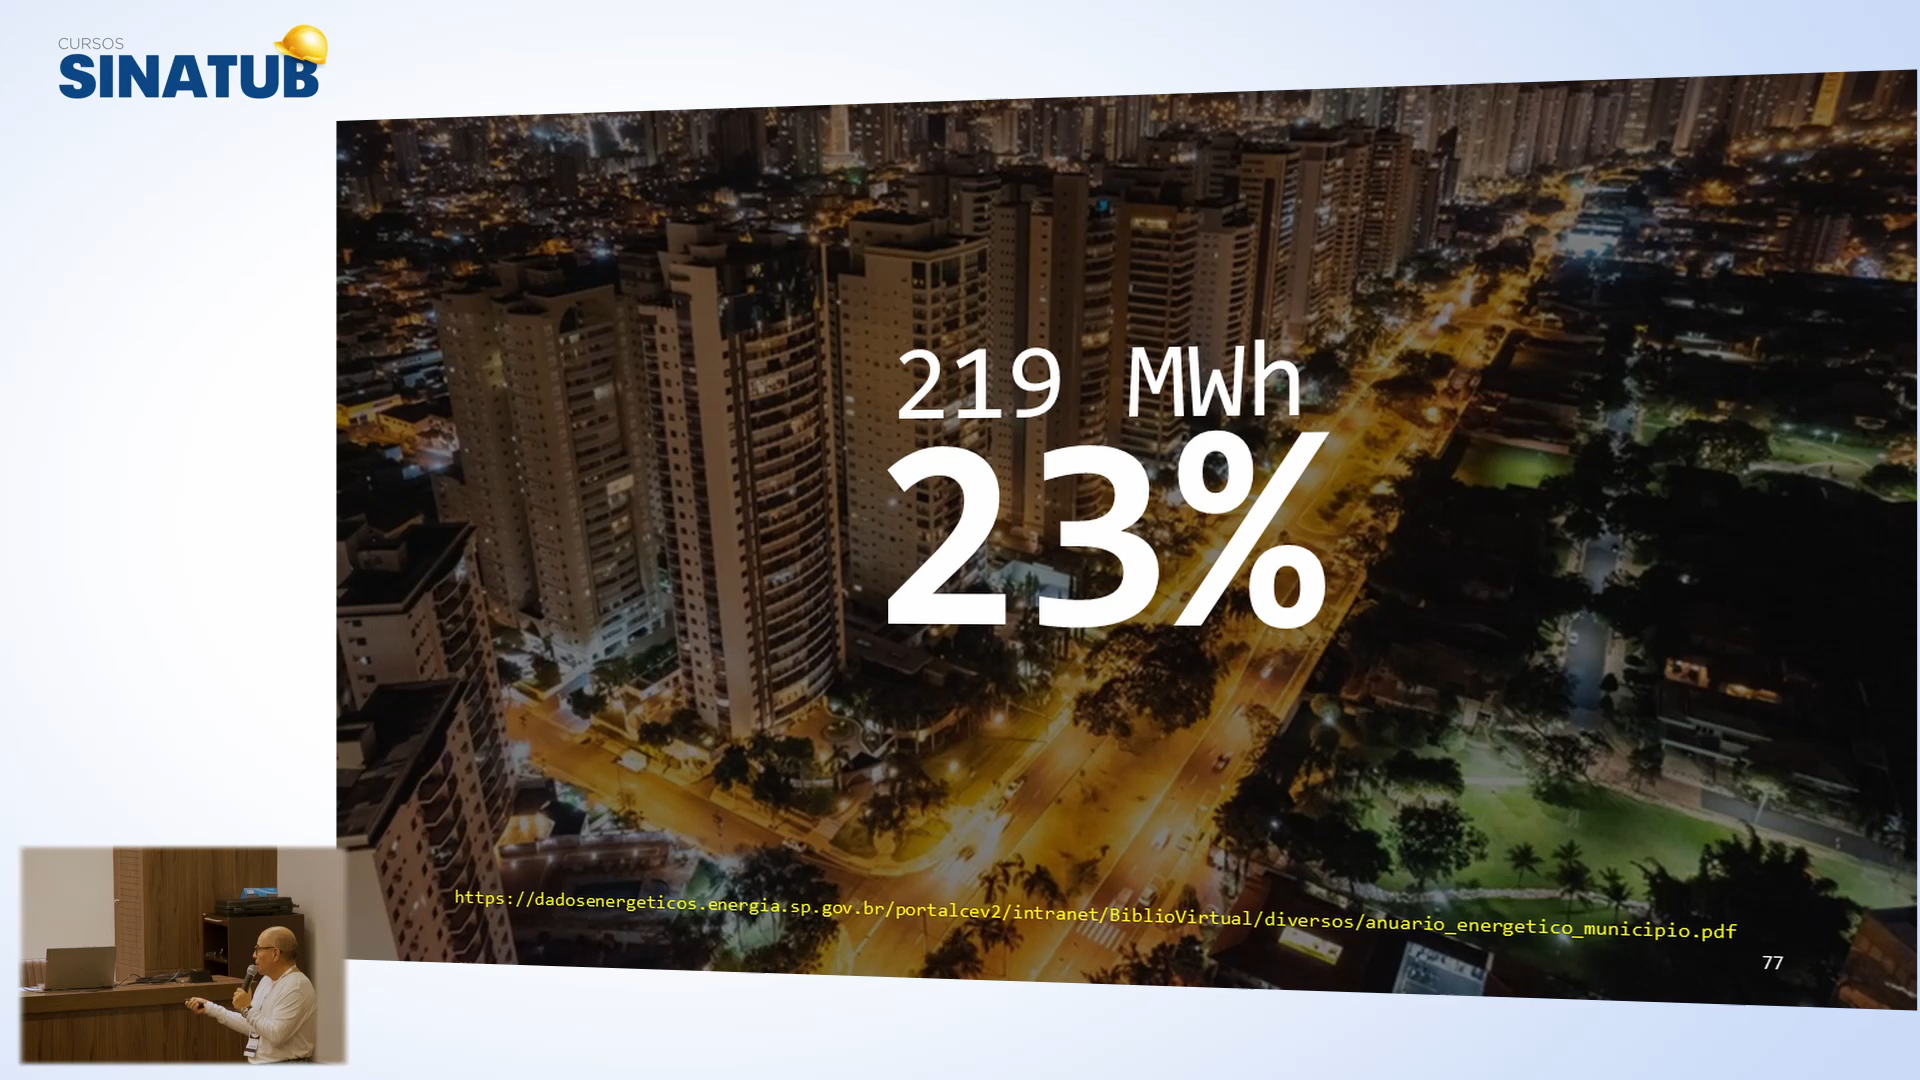 CURSOS
SINATUB
219 MWh
23%
https://dadosenergeticos.energia.sp.gov.br/portalcev2/intranet/BiblioVirtual/diversos/anuario_energetico_municipio.pdf
77